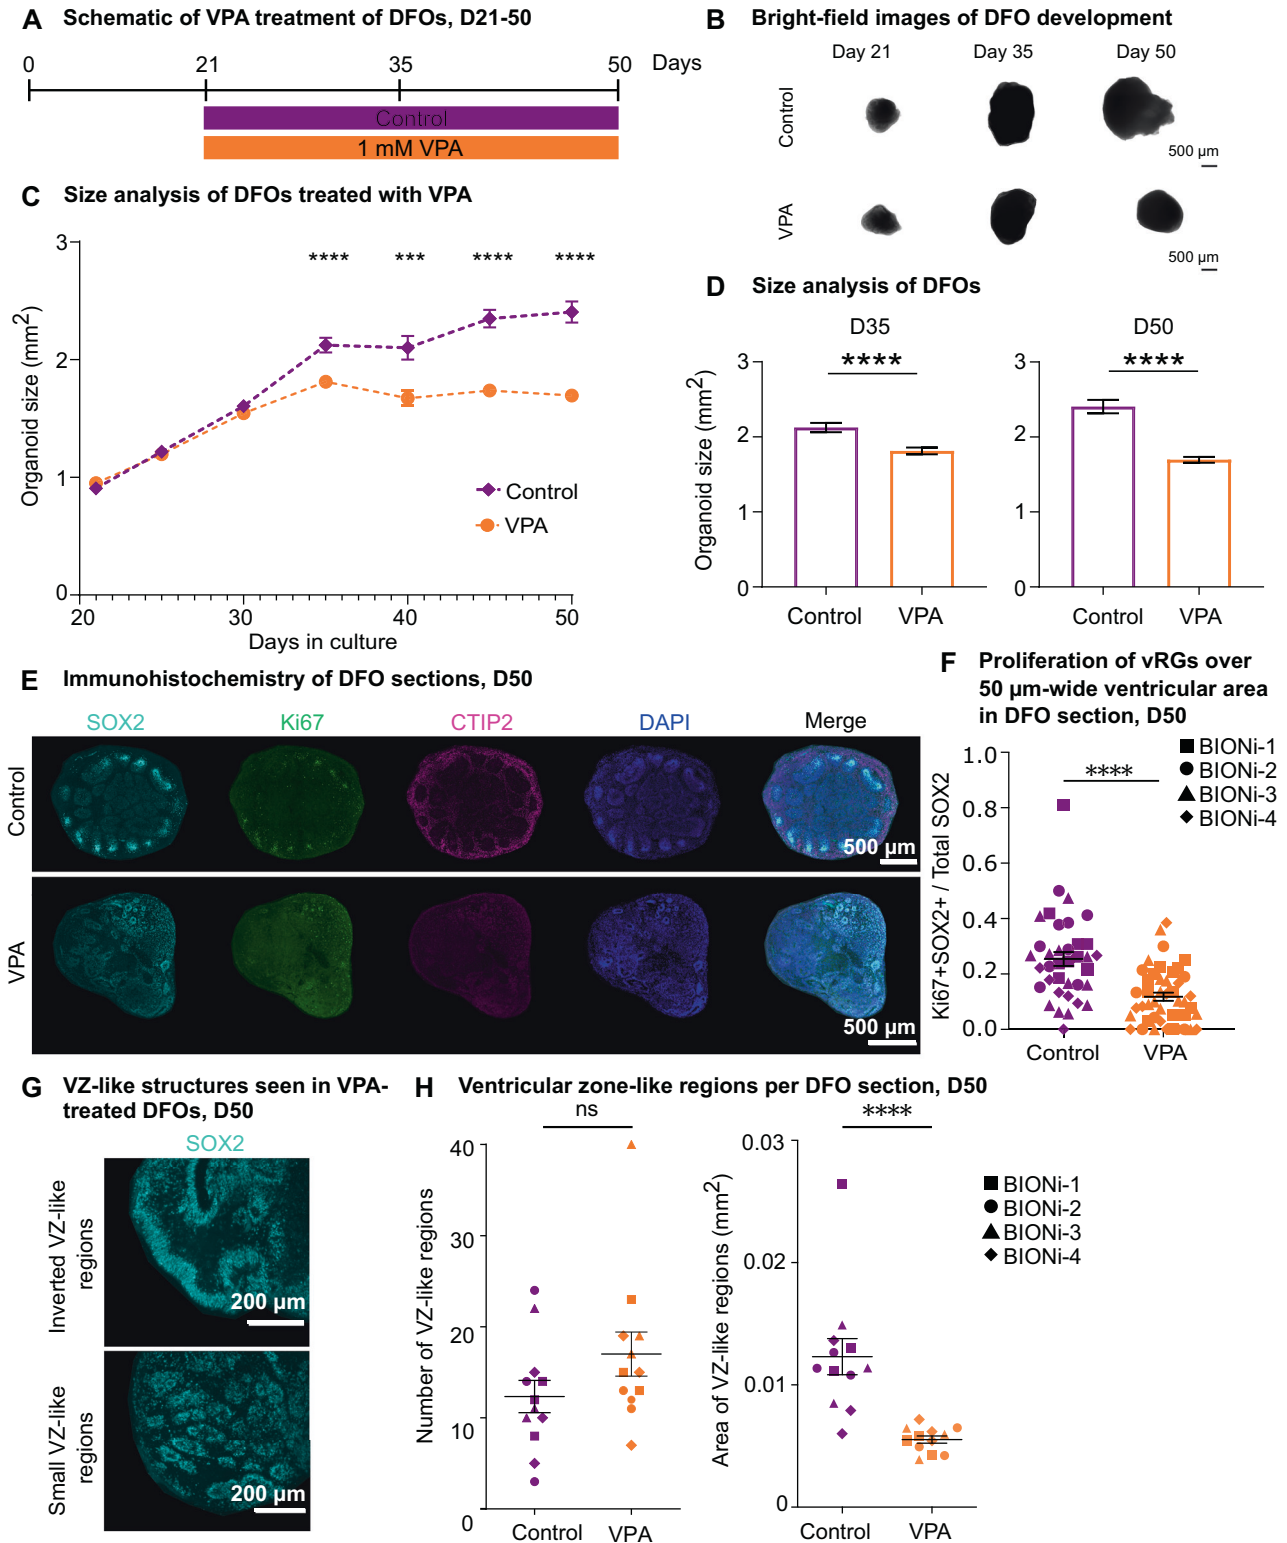 A Schematic of VPA treatment of DFOs, D21-50
0 21 35 50 Days
Control
1 mM VPA
B Bright-field images of DFO development
Day 21 Day 35 Day 50
Control
500 µm
VPA
500 µm
C Size analysis of DFOs treated with VPA
Organoid size (mm²)
3
2
1
0
**** *** **** ****
Control
VPA
20 30 40 50
Days in culture
D Size analysis of DFOs
D35
Organoid size (mm²)
3
2
1
0
****
Control VPA
D50
3
2
1
0
****
Control VPA
E Immunohistochemistry of DFO sections, D50
SOX2 Ki67 CTIP2 DAPI Merge
Control
500 µm
VPA
500 µm
F Proliferation of vRGs over
50 µm-wide ventricular area
in DFO section, D50
Ki67+SOX2+ / Total SOX2
1.0
0.8
0.6
0.4
0.2
0.0
****
BIONi-1
BIONi-2
BIONi-3
BIONi-4
Control VPA
G VZ-like structures seen in VPA-
treated DFOs, D50
SOX2
Inverted VZ-like
regions
200 µm
Small VZ-like
regions
200 µm
H Ventricular zone-like regions per DFO section, D50
ns
Number of VZ-like regions
40
30
20
10
0
Control VPA
****
Area of VZ-like regions (mm²)
0.03
0.02
0.01
0
Control VPA
BIONi-1
BIONi-2
BIONi-3
BIONi-4